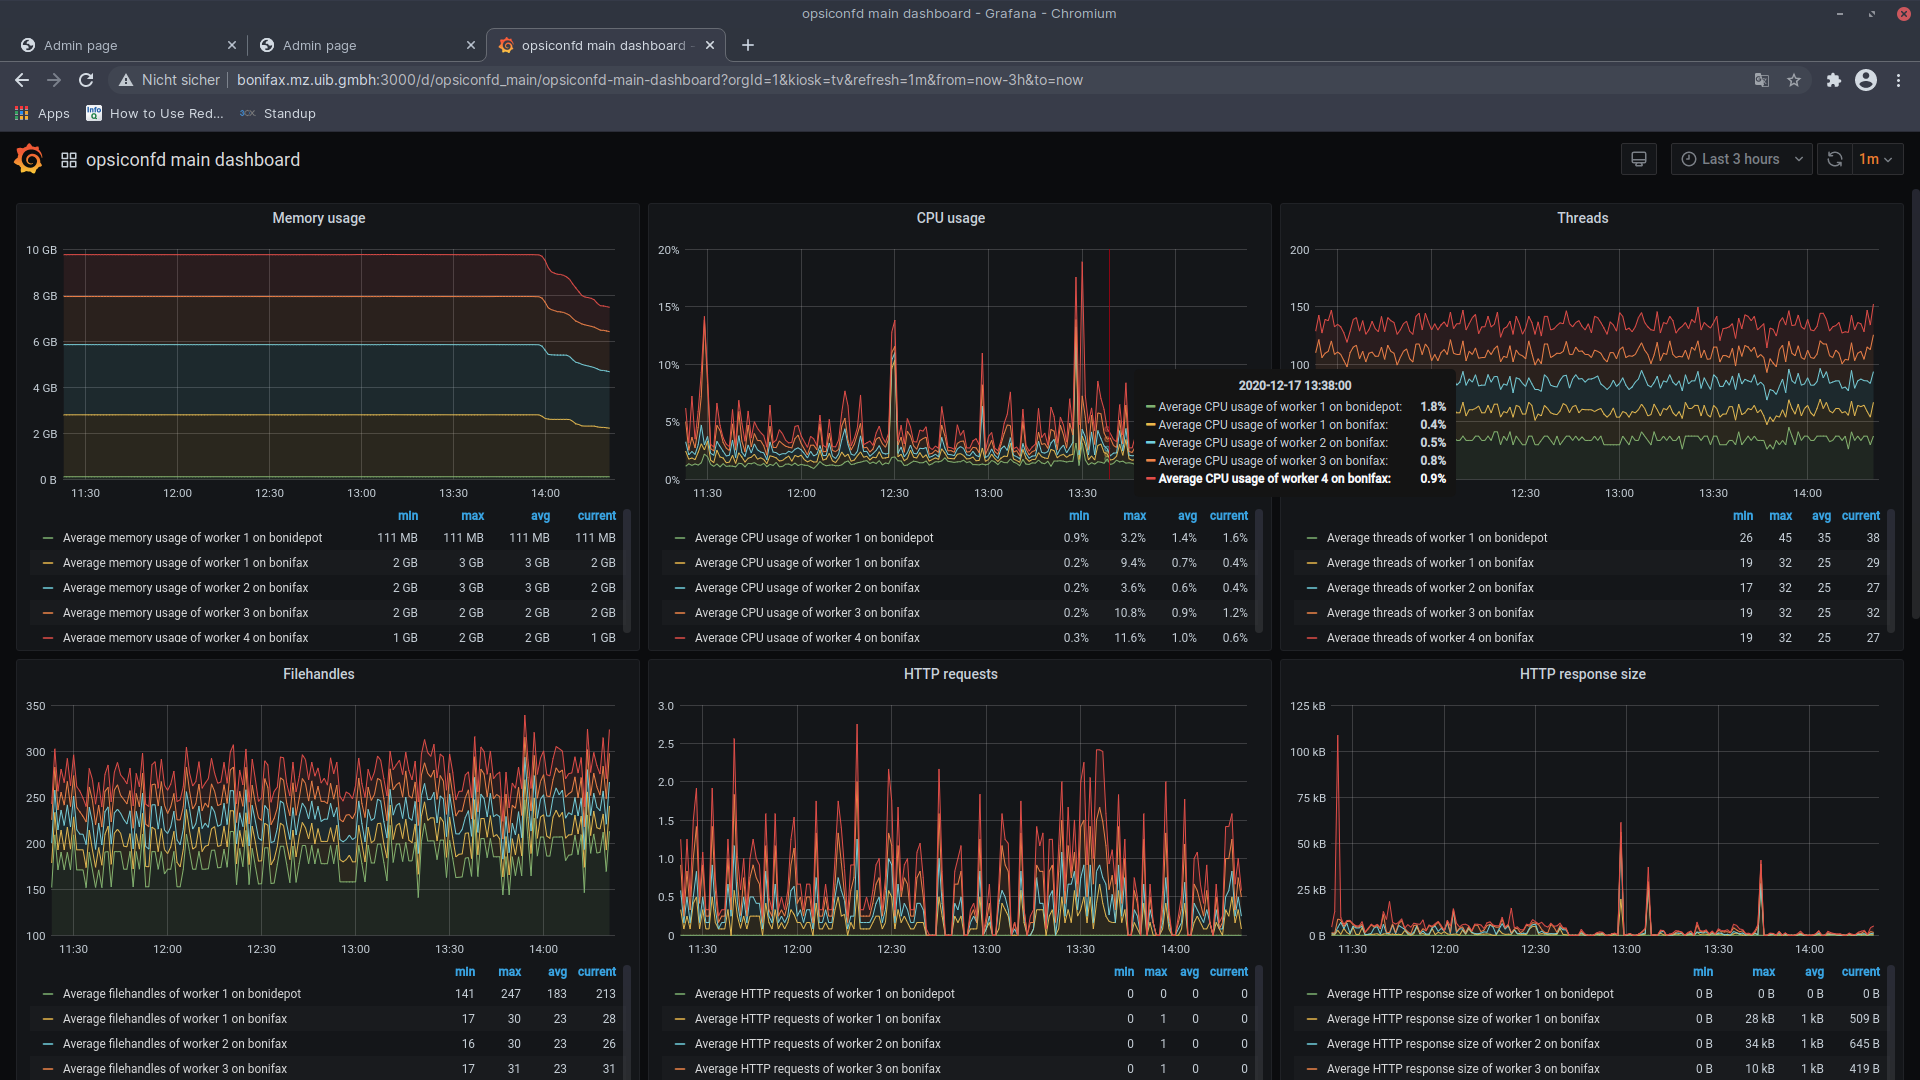 opsiconfd main dashboard - Grafana - Chromium
Admin page
Admin page
opsiconfd main dashboard -
Nicht sicher | bonifax.mz.uib.gmbh:3000/d/opsiconfd_main/opsiconfd-main-dashboard?orgId=1&kiosk=tv&refresh=1m&from=now-3h&to=now
Apps
How to Use Red...
Standup
opsiconfd main dashboard
Last 3 hours
1m
Memory usage
10 GB
8 GB
6 GB
4 GB
2 GB
0 B
11:30 12:00 12:30 13:00 13:30 14:00
min max avg current
Average memory usage of worker 1 on bonidepot 111 MB 111 MB 111 MB 111 MB
Average memory usage of worker 1 on bonifax 2 GB 3 GB 3 GB 2 GB
Average memory usage of worker 2 on bonifax 2 GB 3 GB 3 GB 2 GB
Average memory usage of worker 3 on bonifax 2 GB 2 GB 2 GB 2 GB
Average memory usage of worker 4 on bonifax 1 GB 2 GB 2 GB 1 GB
CPU usage
20%
15%
10%
5%
0%
11:30 12:00 12:30 13:00 13:30
2020-12-17 13:38:00
Average CPU usage of worker 1 on bonidepot: 1.8%
Average CPU usage of worker 1 on bonifax: 0.4%
Average CPU usage of worker 2 on bonifax: 0.5%
Average CPU usage of worker 3 on bonifax: 0.8%
Average CPU usage of worker 4 on bonifax: 0.9%
min max avg current
Average CPU usage of worker 1 on bonidepot 0.9% 3.2% 1.4% 1.6%
Average CPU usage of worker 1 on bonifax 0.2% 9.4% 0.7% 0.4%
Average CPU usage of worker 2 on bonifax 0.2% 3.6% 0.6% 0.4%
Average CPU usage of worker 3 on bonifax 0.2% 10.8% 0.9% 1.2%
Average CPU usage of worker 4 on bonifax 0.3% 11.6% 1.0% 0.6%
Threads
200
150
100
12:30 13:00 13:30 14:00
min max avg current
Average threads of worker 1 on bonidepot 26 45 35 38
Average threads of worker 1 on bonifax 19 32 25 29
Average threads of worker 2 on bonifax 17 32 25 27
Average threads of worker 3 on bonifax 19 32 25 32
Average threads of worker 4 on bonifax 19 32 25 27
Filehandles
350
300
250
200
150
100
11:30 12:00 12:30 13:00 13:30 14:00
min max avg current
Average filehandles of worker 1 on bonidepot 141 247 183 213
Average filehandles of worker 1 on bonifax 17 30 23 28
Average filehandles of worker 2 on bonifax 16 30 23 26
Average filehandles of worker 3 on bonifax 17 31 23 31
HTTP requests
3.0
2.5
2.0
1.5
1.0
0.5
0
11:30 12:00 12:30 13:00 13:30 14:00
min max avg current
Average HTTP requests of worker 1 on bonidepot 0 0 0 0
Average HTTP requests of worker 1 on bonifax 0 1 0 0
Average HTTP requests of worker 2 on bonifax 0 1 0 0
Average HTTP requests of worker 3 on bonifax 0 1 0 0
HTTP response size
125 kB
100 kB
75 kB
50 kB
25 kB
0 B
11:30 12:00 12:30 13:00 13:30 14:00
min max avg current
Average HTTP response size of worker 1 on bonidepot 0 B 0 B 0 B 0 B
Average HTTP response size of worker 1 on bonifax 0 B 28 kB 1 kB 509 B
Average HTTP response size of worker 2 on bonifax 0 B 34 kB 1 kB 645 B
Average HTTP response size of worker 3 on bonifax 0 B 10 kB 1 kB 419 B